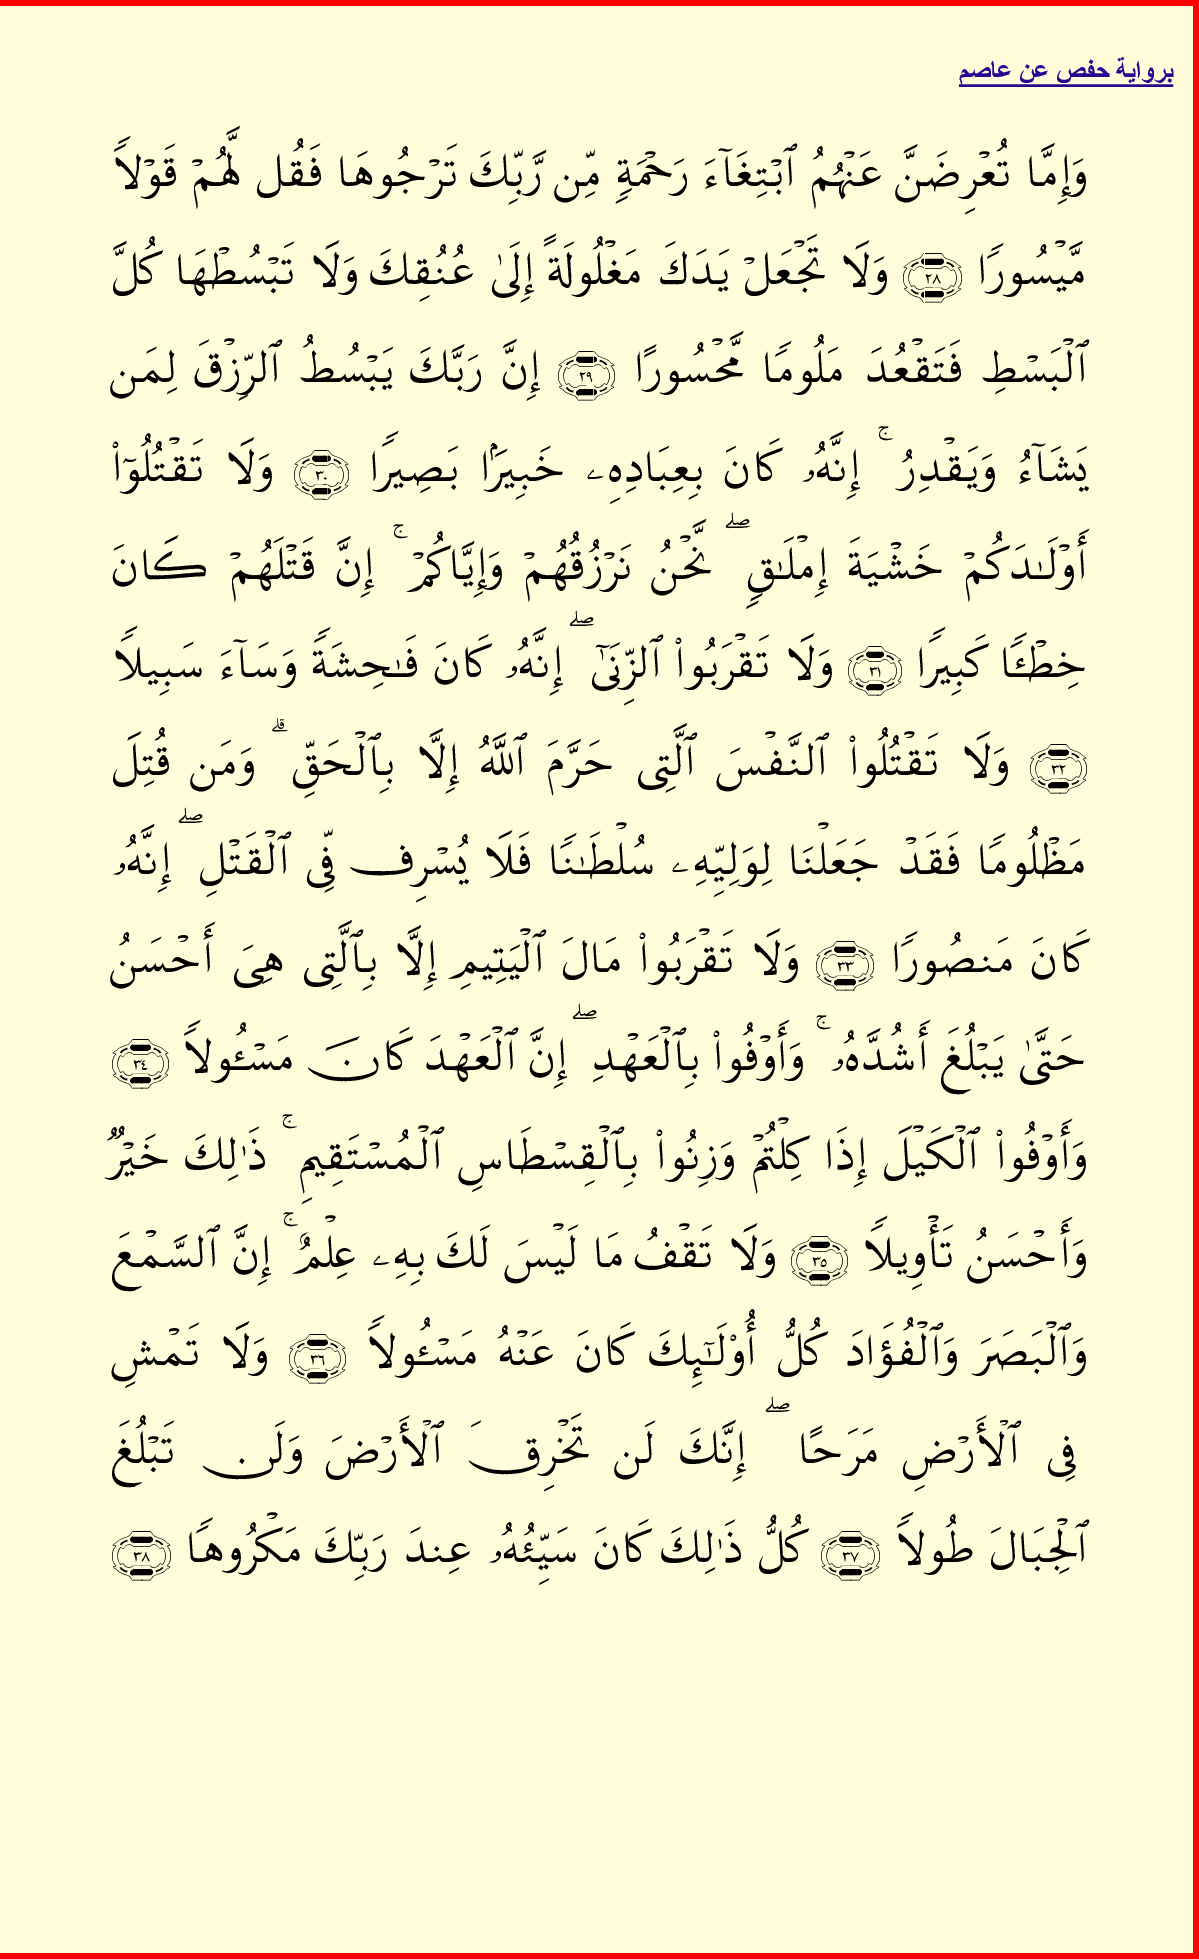 برواية حفص عن عاصم
وَإِمَّا تُعْرِضَنَّ عَنْهُمُ ٱبْتِغَآءَ رَحْمَةٍ مِّن رَّبِّكَ تَرْجُوهَا فَقُل لَّهُمْ قَوْلاً
مَّيْسُورًا ٢٨ وَلَا تَجْعَلْ يَدَكَ مَغْلُولَةً إِلَىٰ عُنُقِكَ وَلَا تَبْسُطْهَا كُلَّ
ٱلْبَسْطِ فَتَقْعُدَ مَلُومًا مَّحْسُورًا ٢٩ إِنَّ رَبَّكَ يَبْسُطُ ٱلرِّزْقَ لِمَن
يَشَآءُ وَيَقْدِرُ ۚ إِنَّهُۥ كَانَ بِعِبَادِهِۦ خَبِيرًۢا بَصِيرًا ٣٠ وَلَا تَقْتُلُوٓا۟
أَوْلَـٰدَكُمْ خَشْيَةَ إِمْلَـٰقٍ ۖ نَّحْنُ نَرْزُقُهُمْ وَإِيَّاكُمْ ۚ إِنَّ قَتْلَهُمْ كَانَ
خِطْـًٔا كَبِيرًا ٣١ وَلَا تَقْرَبُوا۟ ٱلزِّنَىٰٓ ۖ إِنَّهُۥ كَانَ فَـٰحِشَةً وَسَآءَ سَبِيلاً
٣٢ وَلَا تَقْتُلُوا۟ ٱلنَّفْسَ ٱلَّتِى حَرَّمَ ٱللَّهُ إِلَّا بِٱلْحَقِّ ۗ وَمَن قُتِلَ
مَظْلُومًا فَقَدْ جَعَلْنَا لِوَلِيِّهِۦ سُلْطَـٰنًا فَلَا يُسْرِف فِّى ٱلْقَتْلِ ۖ إِنَّهُۥ
كَانَ مَنصُورًا ٣٣ وَلَا تَقْرَبُوا۟ مَالَ ٱلْيَتِيمِ إِلَّا بِٱلَّتِى هِىَ أَحْسَنُ
حَتَّىٰ يَبْلُغَ أَشُدَّهُۥ ۚ وَأَوْفُوا۟ بِٱلْعَهْدِ ۖ إِنَّ ٱلْعَهْدَ كَانَ مَسْـُٔولاً ٣٤
وَأَوْفُوا۟ ٱلْكَيْلَ إِذَا كِلْتُمْ وَزِنُوا۟ بِٱلْقِسْطَاسِ ٱلْمُسْتَقِيمِ ۚ ذَٰلِكَ خَيْرٌ
وَأَحْسَنُ تَأْوِيلاً ٣٥ وَلَا تَقْفُ مَا لَيْسَ لَكَ بِهِۦ عِلْمٌ ۚ إِنَّ ٱلسَّمْعَ
وَٱلْبَصَرَ وَٱلْفُؤَادَ كُلُّ أُو۟لَـٰٓئِكَ كَانَ عَنْهُ مَسْـُٔولاً ٣٦ وَلَا تَمْشِ
فِى ٱلْأَرْضِ مَرَحًا ۖ إِنَّكَ لَن تَخْرِقَ ٱلْأَرْضَ وَلَن تَبْلُغَ
ٱلْجِبَالَ طُولاً ٣٧ كُلُّ ذَٰلِكَ كَانَ سَيِّئُهُۥ عِندَ رَبِّكَ مَكْرُوهًا ٣٨